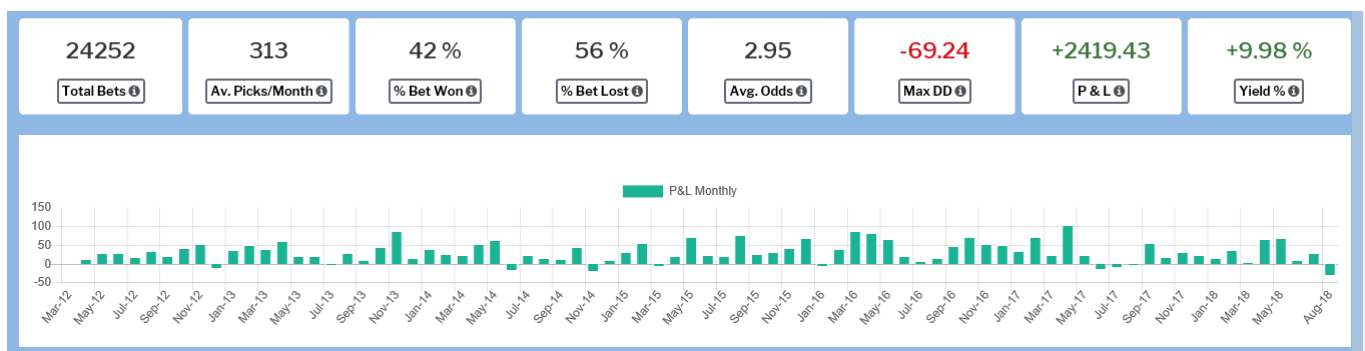 24252 313 42 % 56 % 2.95 -69.24 +2419.43 +9.98 %
Total Bets Av. Picks/Month % Bet Won % Bet Lost Avg. Odds Max DD P & L Yield %
P&L Monthly
150
100
50
0
-50
Mar-12 May-12 Jul-12 Sep-12 Nov-12 Jan-13 Mar-13 May-13 Jul-13 Sep-13 Nov-13 Jan-14 Mar-14 May-14 Jul-14 Sep-14 Nov-14 Jan-15 Mar-15 May-15 Jul-15 Sep-15 Nov-15 Jan-16 Mar-16 May-16 Jul-16 Sep-16 Nov-16 Jan-17 Mar-17 May-17 Jul-17 Sep-17 Nov-17 Jan-18 Mar-18 May-18 Aug-18